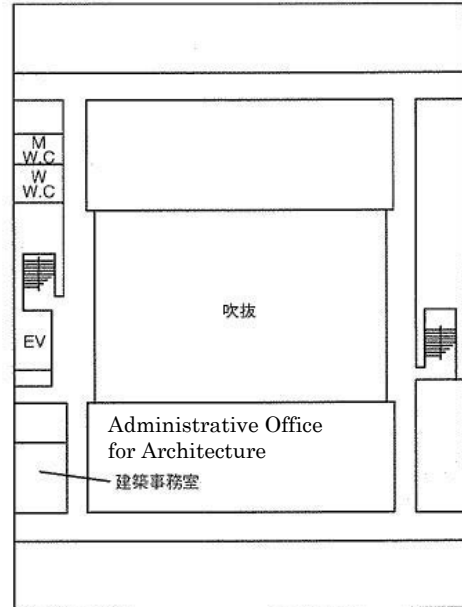 M
W.C
W
W.C
吹抜
EV
Administrative Office
for Architecture
建築事務室